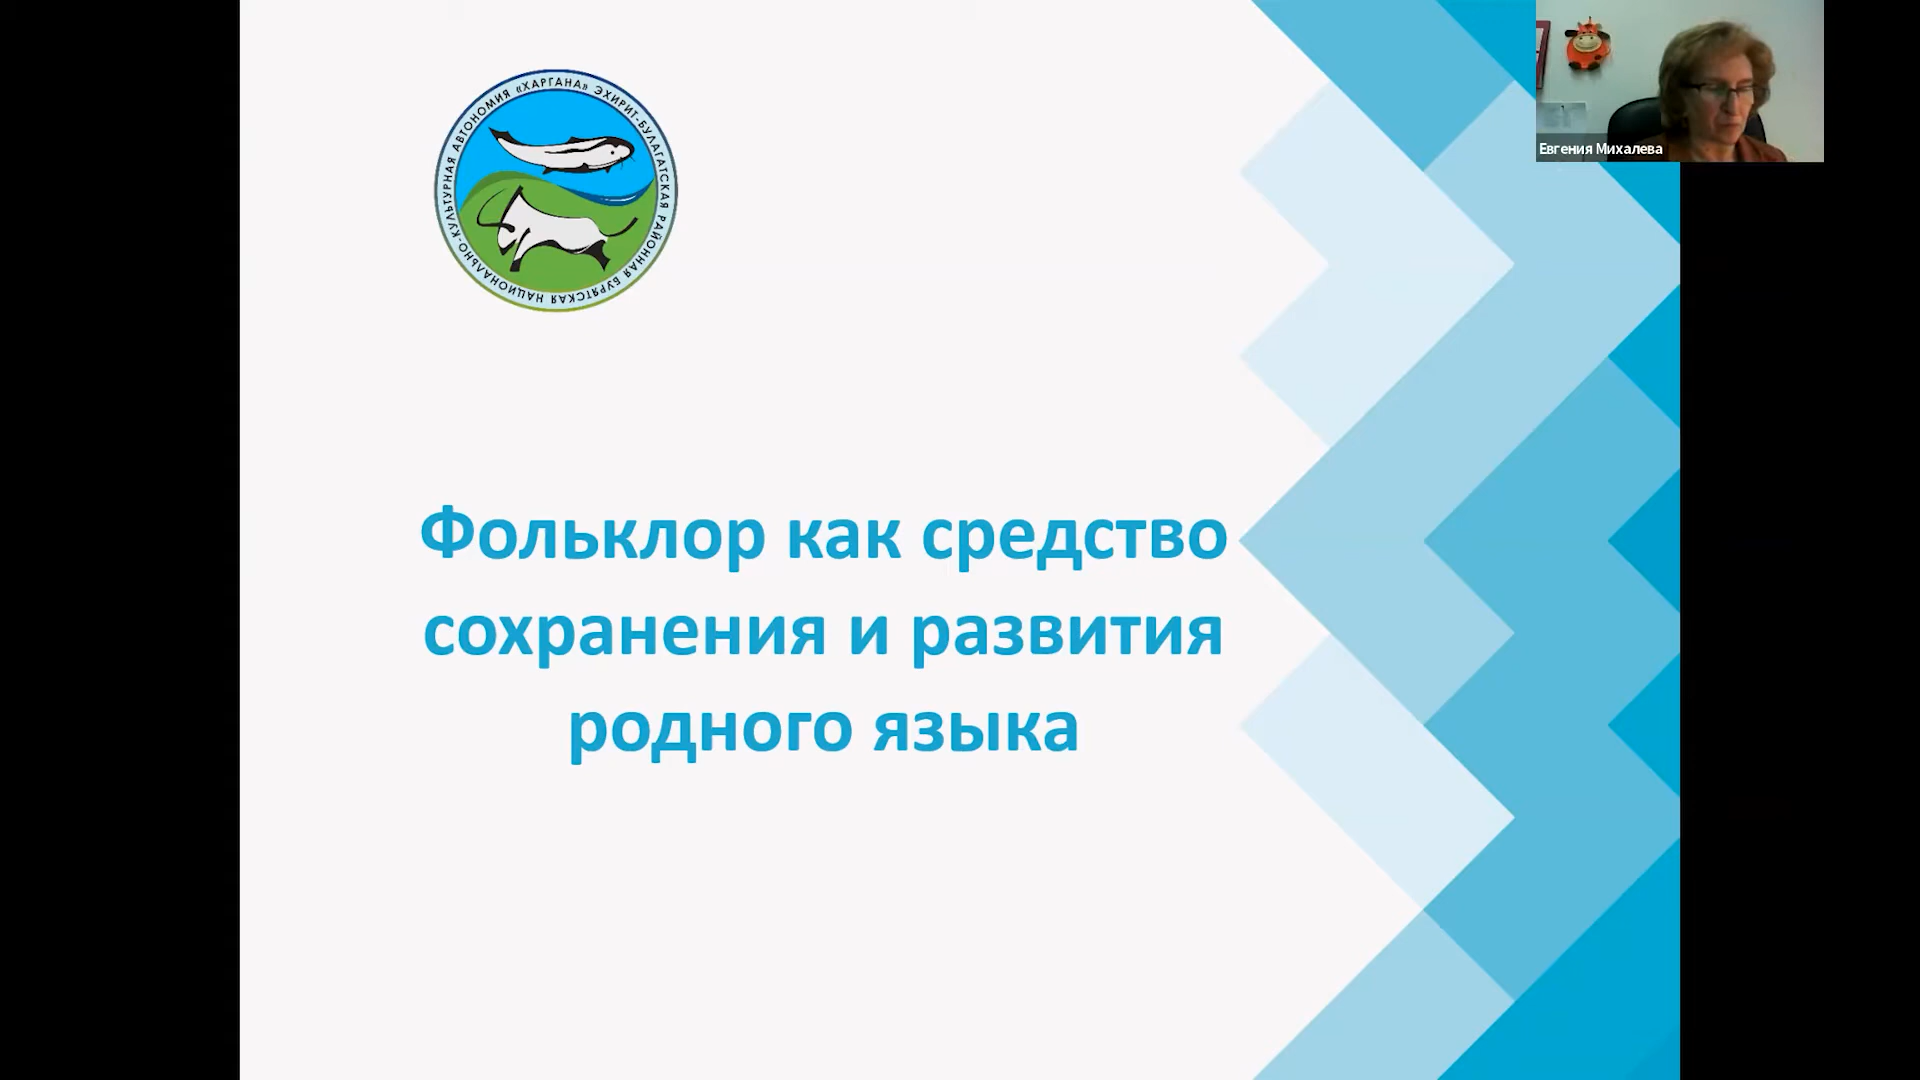 ЭХИРИТ-БУЛАГАТСКАЯ РАЙОННАЯ БУРЯТСКАЯ НАЦИОНАЛЬНО-КУЛЬТУРНАЯ АВТОНОМИЯ «ХАРГАНА»
Евгения Михалева
Фольклор как средство
сохранения и развития
родного языка